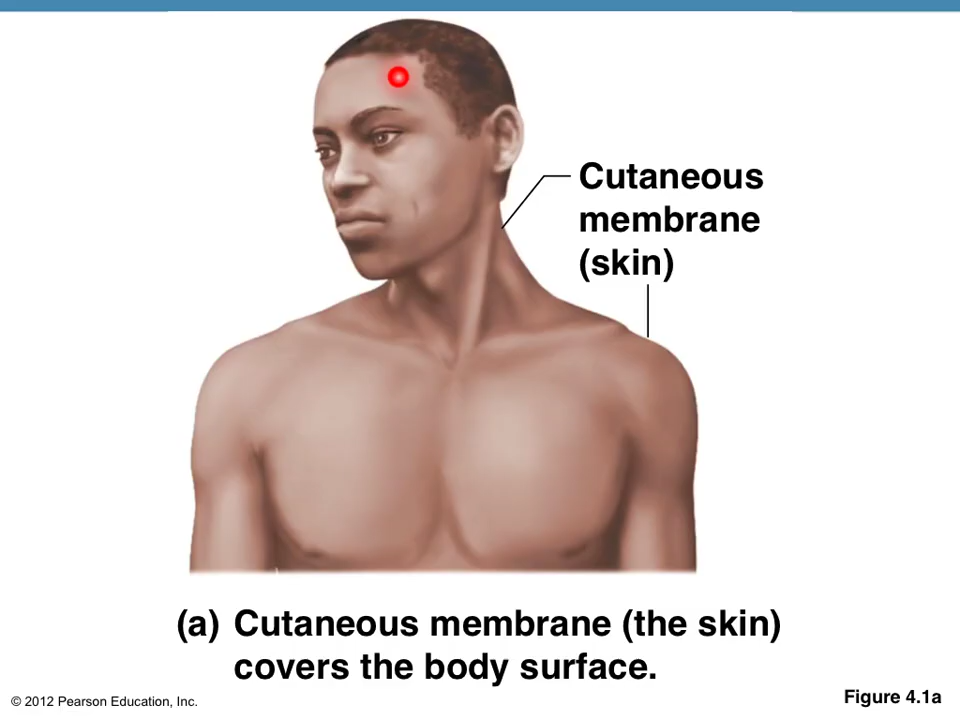 Cutaneous
membrane
(skin)
(a) Cutaneous membrane (the skin)
covers the body surface.
© 2012 Pearson Education, Inc.
Figure 4.1a